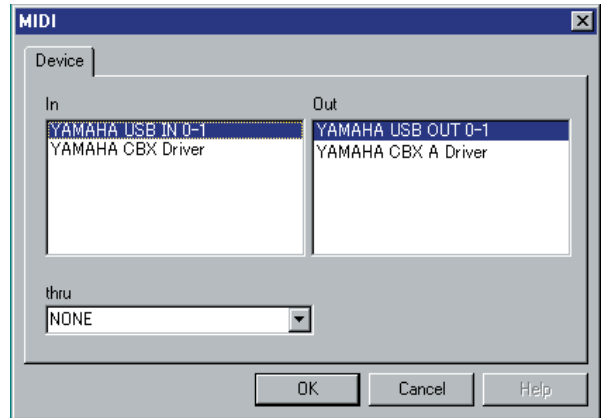 MIDI
Device
In
YAMAHA USB IN 0-1
YAMAHA CBX Driver
Out
YAMAHA USB OUT 0-1
YAMAHA CBX A Driver
thru
NONE
OK
Cancel
Help